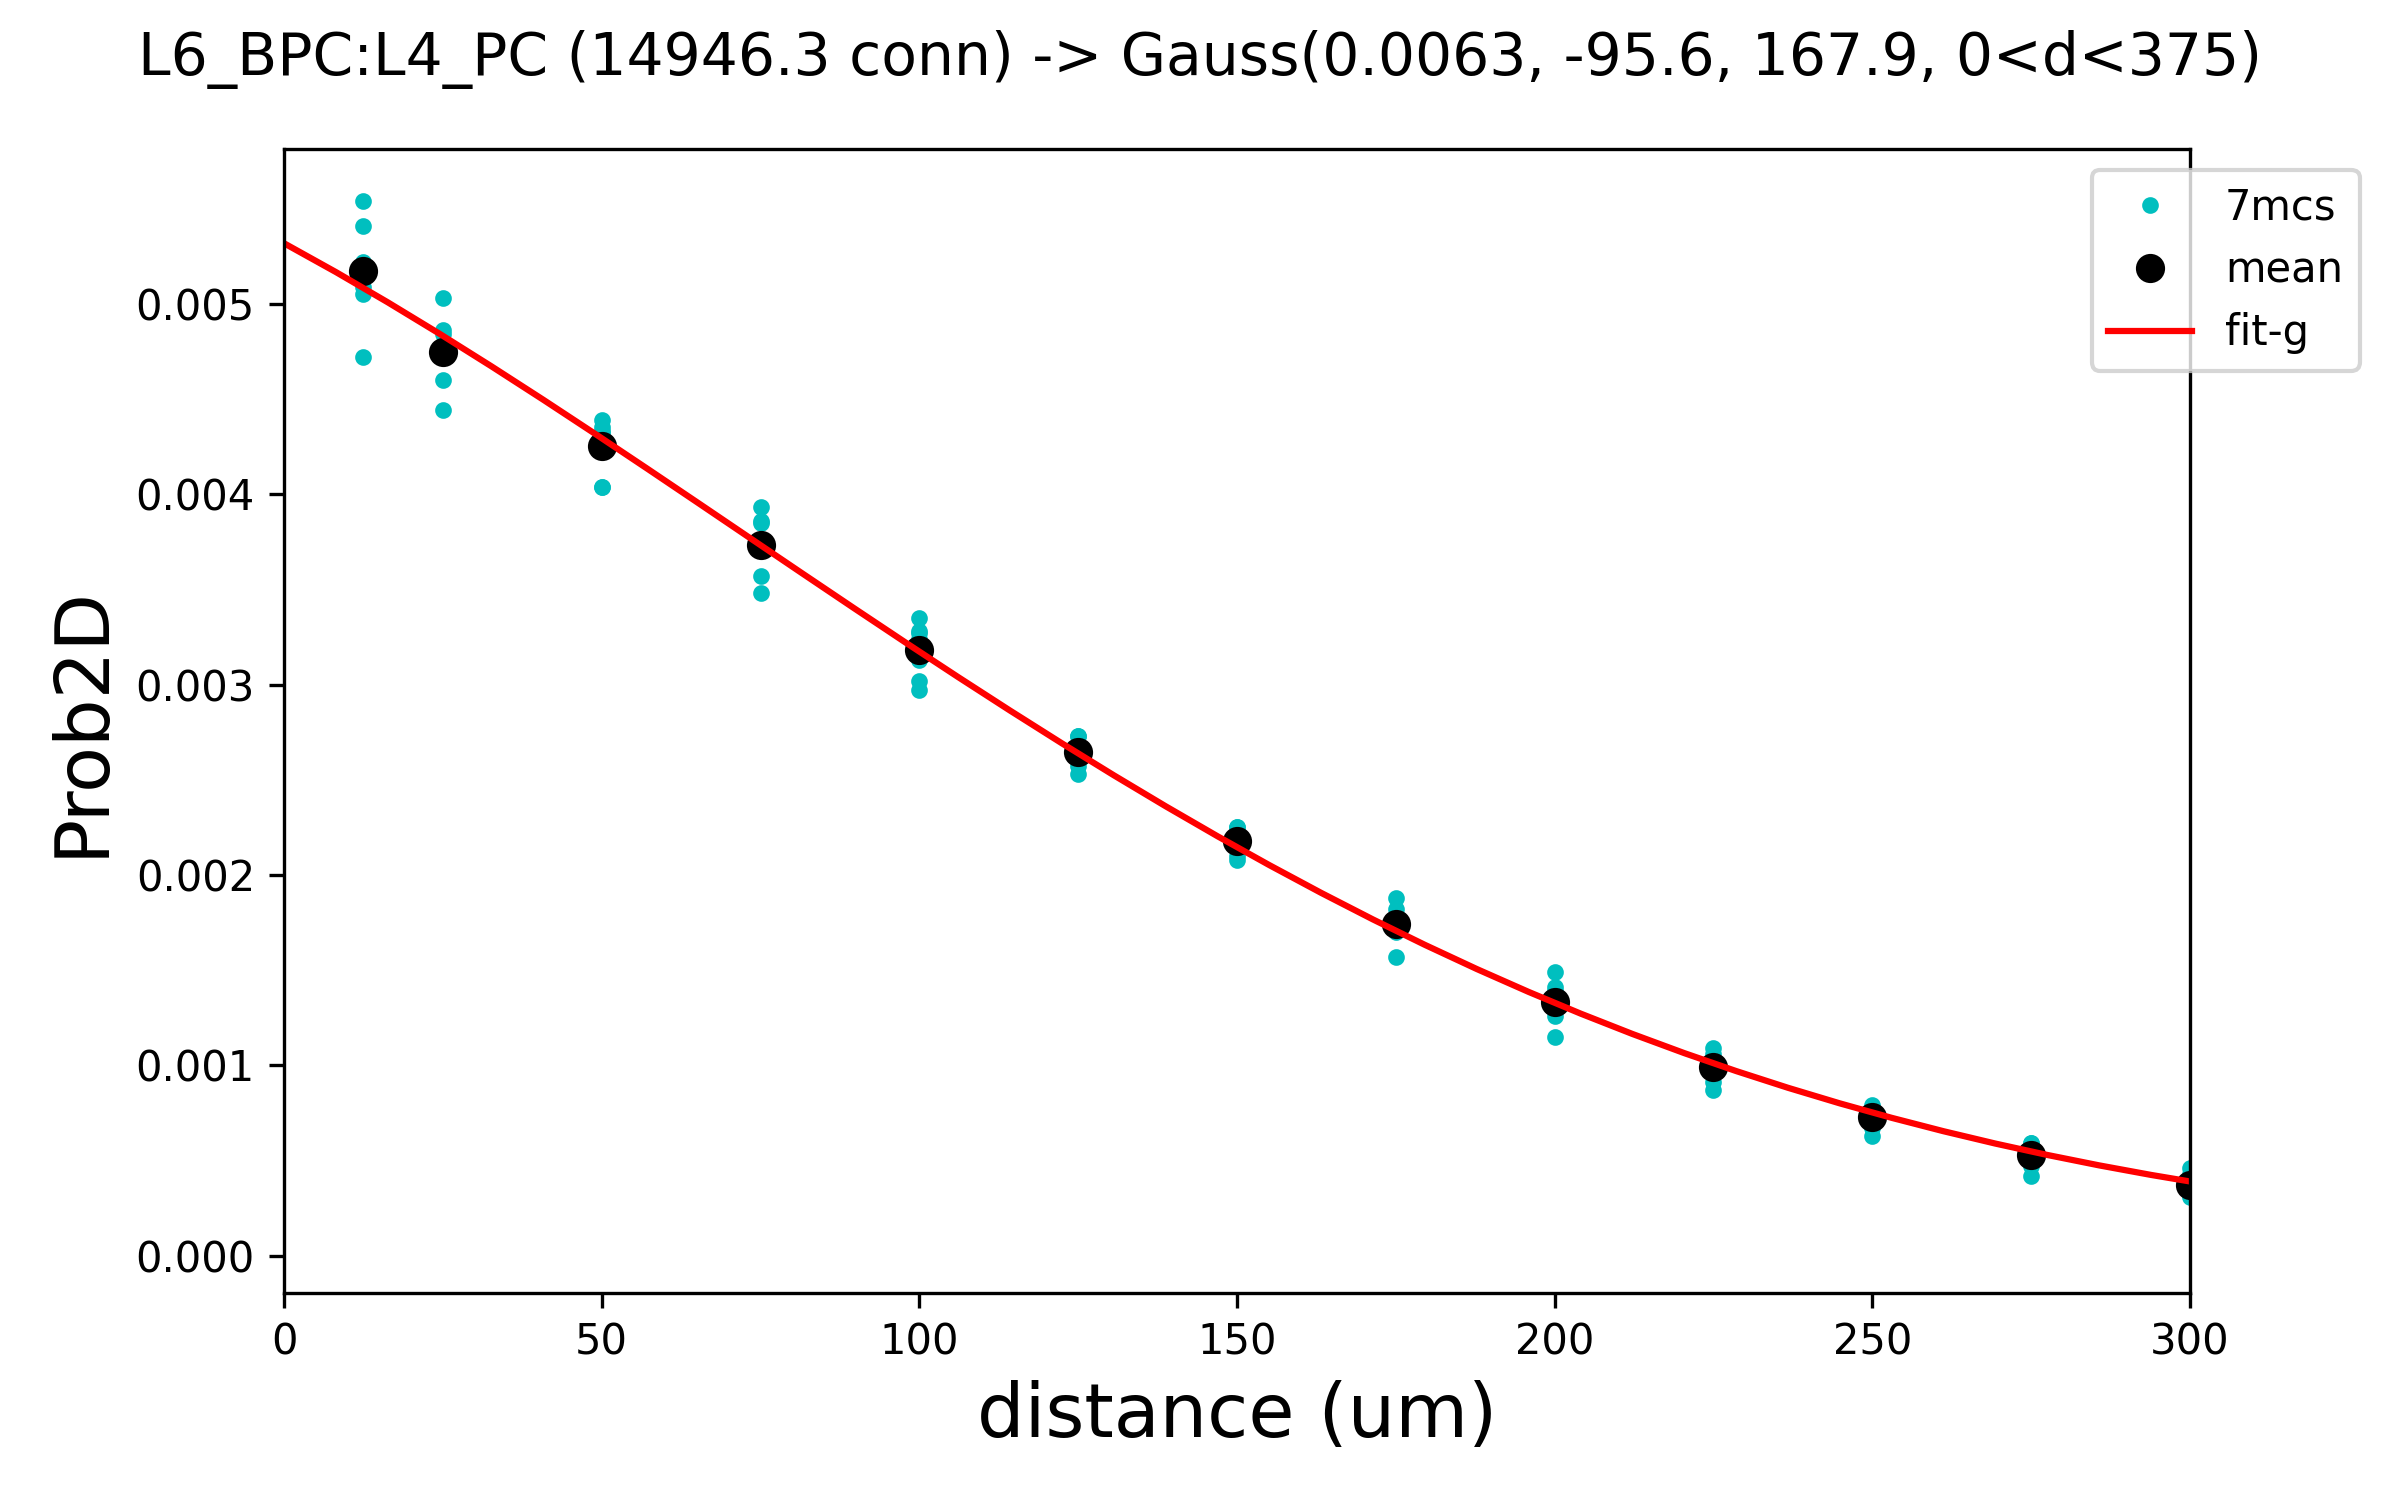 L6_BPC:L4_PC (14946.3 conn) -> Gauss(0.0063, -95.6, 167.9, 0<d<375)
7mcs
mean
fit-g
Prob2D
0.005
0.004
0.003
0.002
0.001
0.000
0 50 100 150 200 250 300
distance (um)